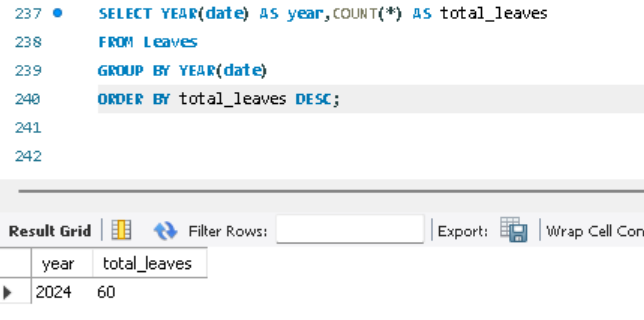 237 SELECT YEAR(date) AS year,COUNT(*) AS total_leaves
238 FROM Leaves
239 GROUP BY YEAR(date)
240 ORDER BY total_leaves DESC;
241
242
Result Grid Filter Rows: Export: Wrap Cell Con
year total_leaves
2024 60